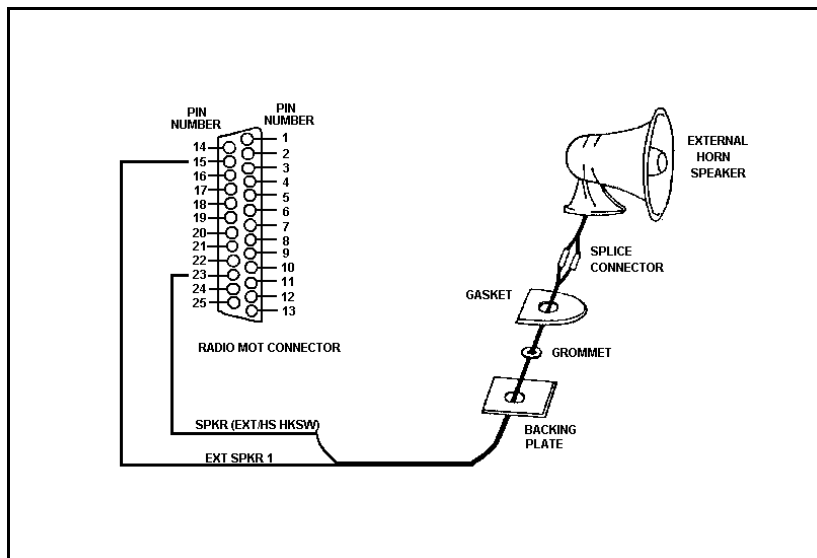 PIN
NUMBER
PIN
NUMBER
14
15
16
17
18
19
20
21
22
23
24
25
1
2
3
4
5
6
7
8
9
10
11
12
13
RADIO MOT CONNECTOR
EXTERNAL
HORN
SPEAKER
SPLICE
CONNECTOR
GASKET
GROMMET
BACKING
PLATE
SPKR (EXT/HS HKSW)
EXT SPKR 1